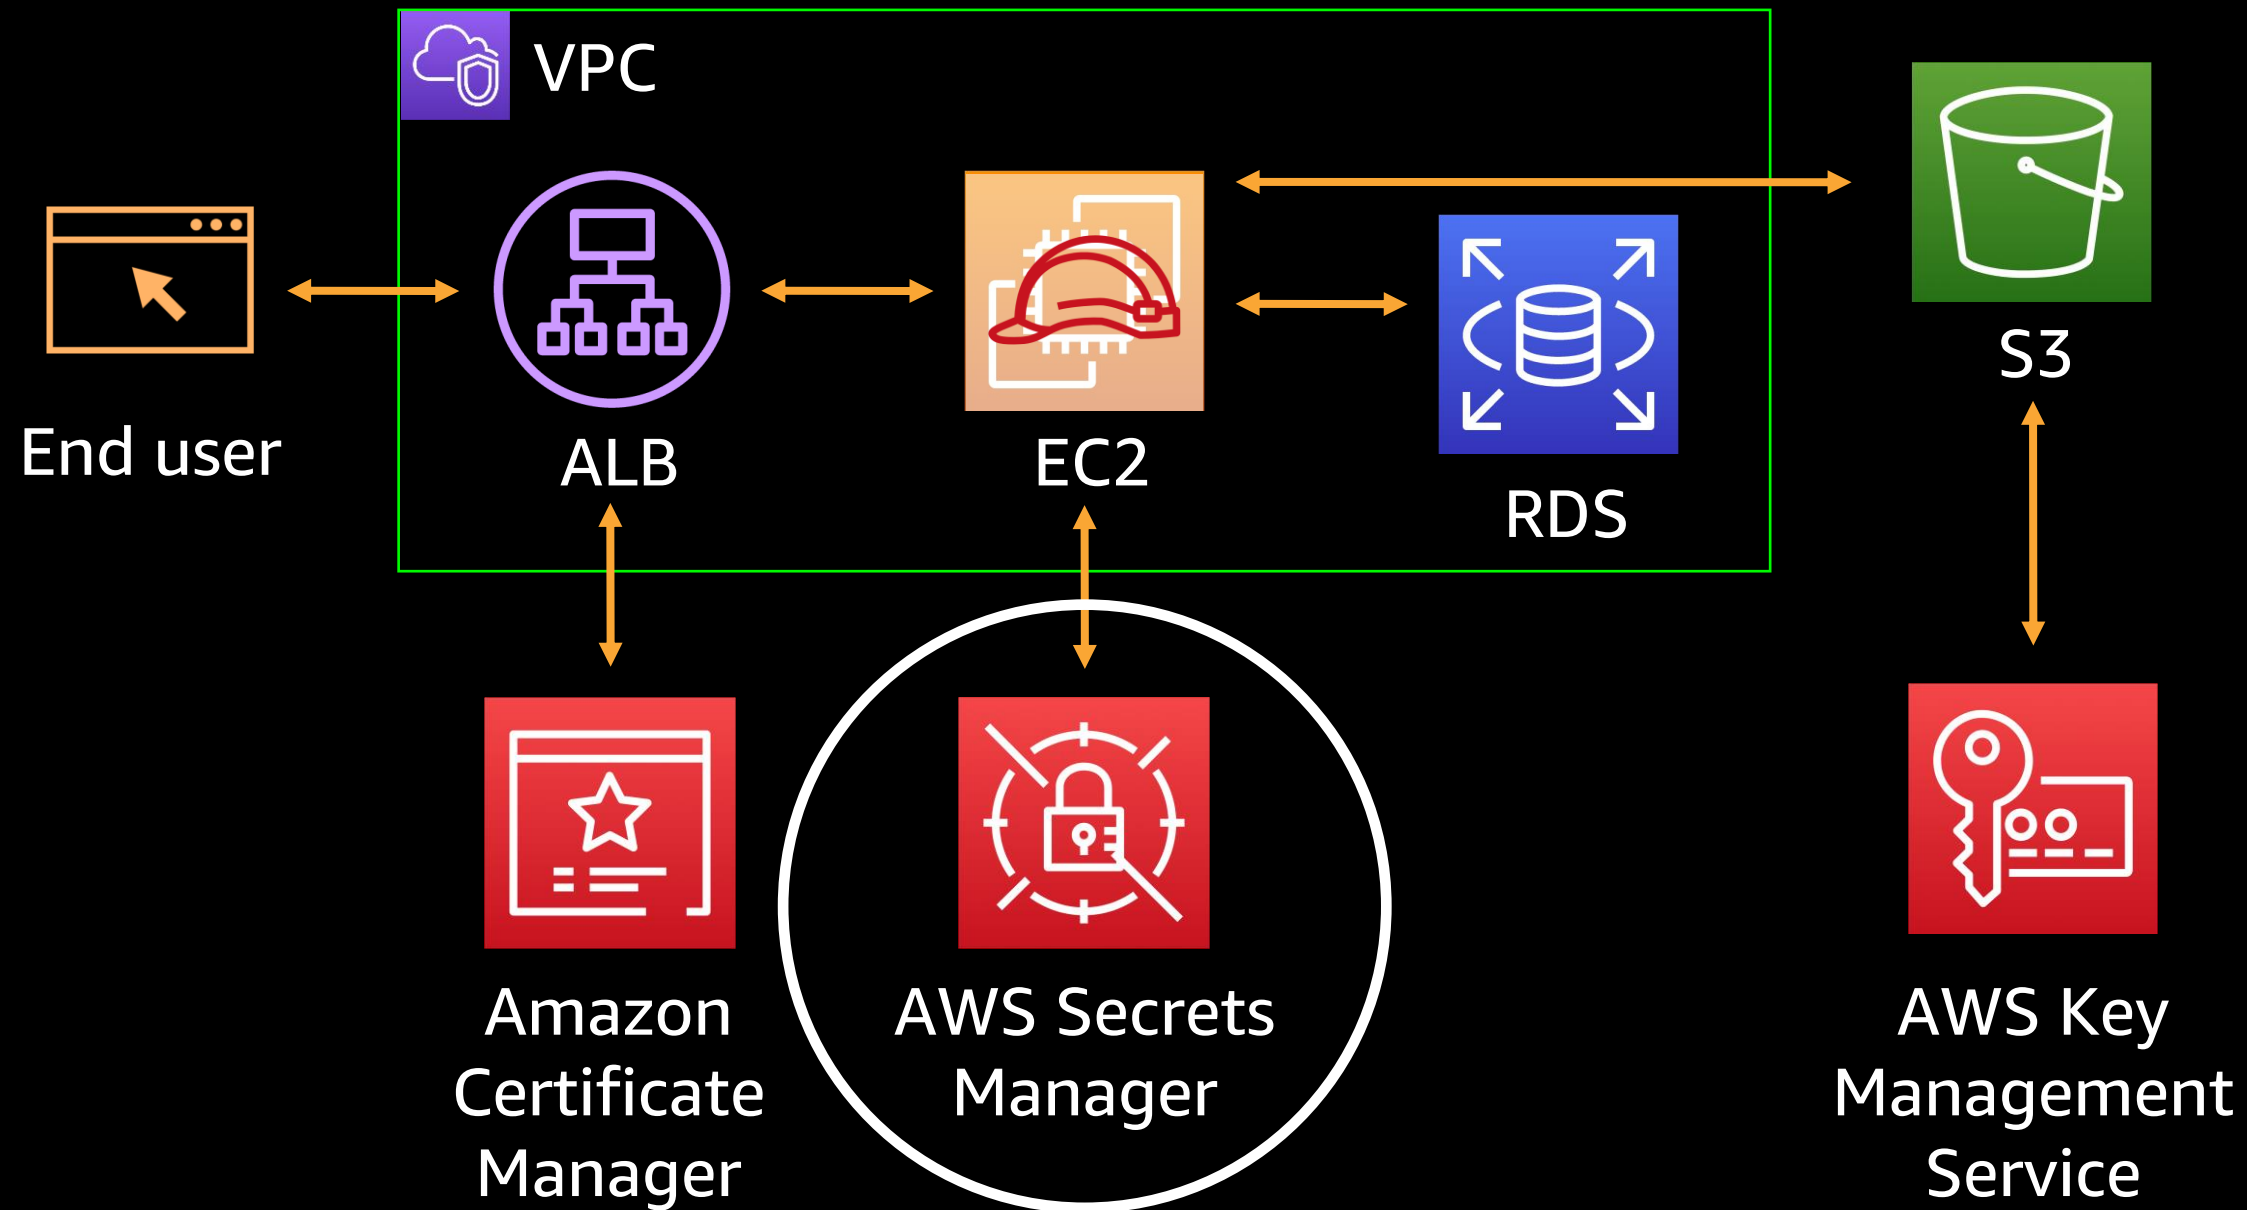 VPC
End user
ALB
EC2
RDS
S3
Amazon
Certificate
Manager
AWS Secrets
Manager
AWS Key
Management
Service